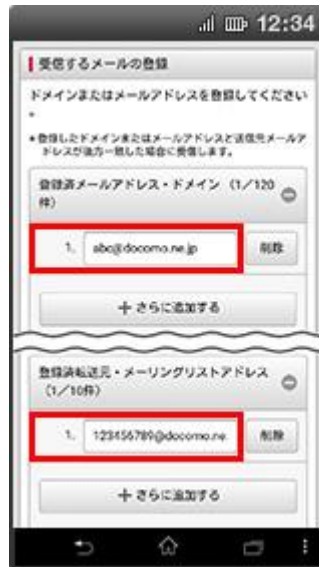 12:34
受信するメールの登録
ドメインまたはメールアドレスを登録してください
。
*登録したドメインまたはメールアドレスと送信元メールア
ドレスが後方一致した場合に受信します。
登録済メールアドレス・ドメイン (1/120
件)
1. abc@docomo.ne.jp 削除
+ さらに追加する
登録済転送元・メーリングリストアドレス
(1/10件)
1. 123456789@docomo.ne. 削除
+ さらに追加する